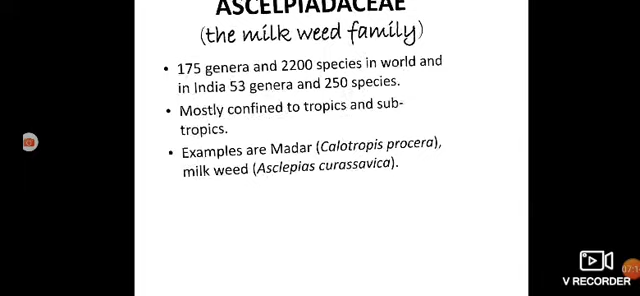 ASCELPIADACEAE
(the milk weed family)
• 175 genera and 2200 species in world and
in India 53 genera and 250 species.
• Mostly confined to tropics and sub-
tropics.
• Examples are Madar (Calotropis procera),
milk weed (Asclepias curassavica).
V RECORDER